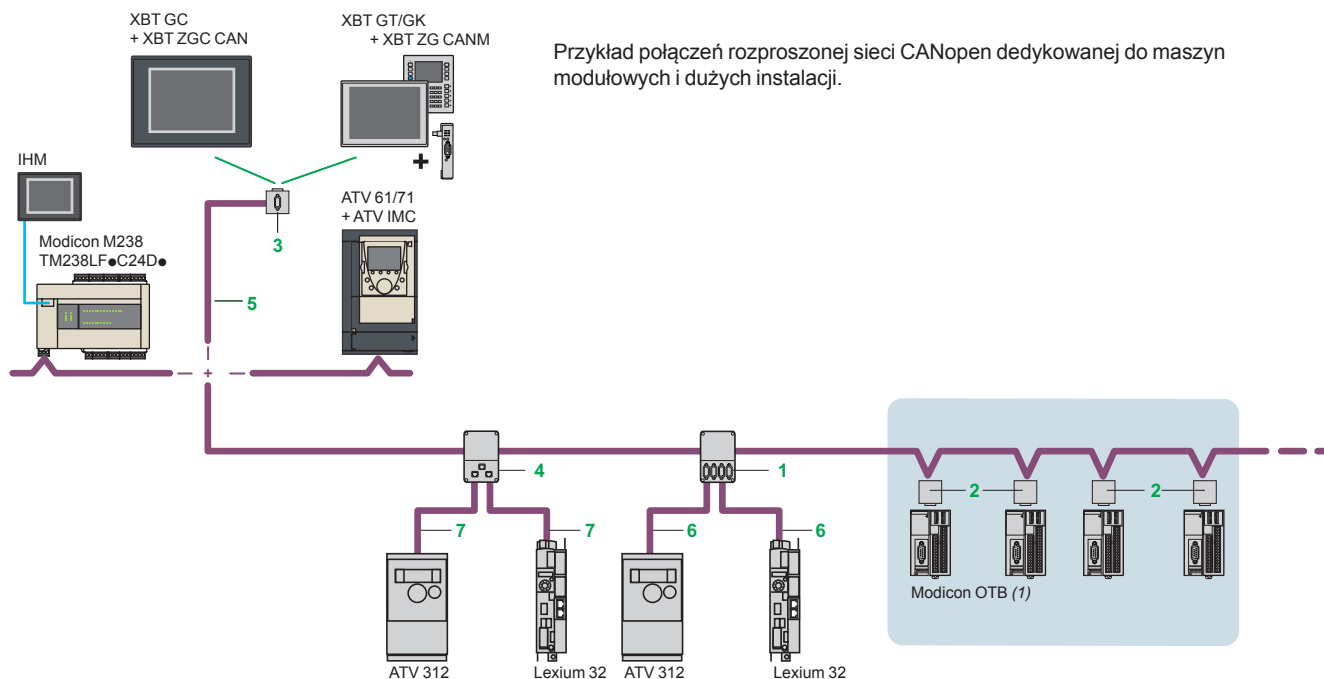 XBT GC
+ XBT ZGC CAN
XBT GT/GK
+ XBT ZG CANM
Przykład połączeń rozproszonej sieci CANopen dedykowanej do maszyn
modułowych i dużych instalacji.
+
IHM
3
ATV 61/71
+ ATV IMC
Modicon M238
TM238LF●C24D●
5
+
4
1
2
2
7
7
6
6
Modicon OTB (1)
ATV 312
Lexium 32
ATV 312
Lexium 32